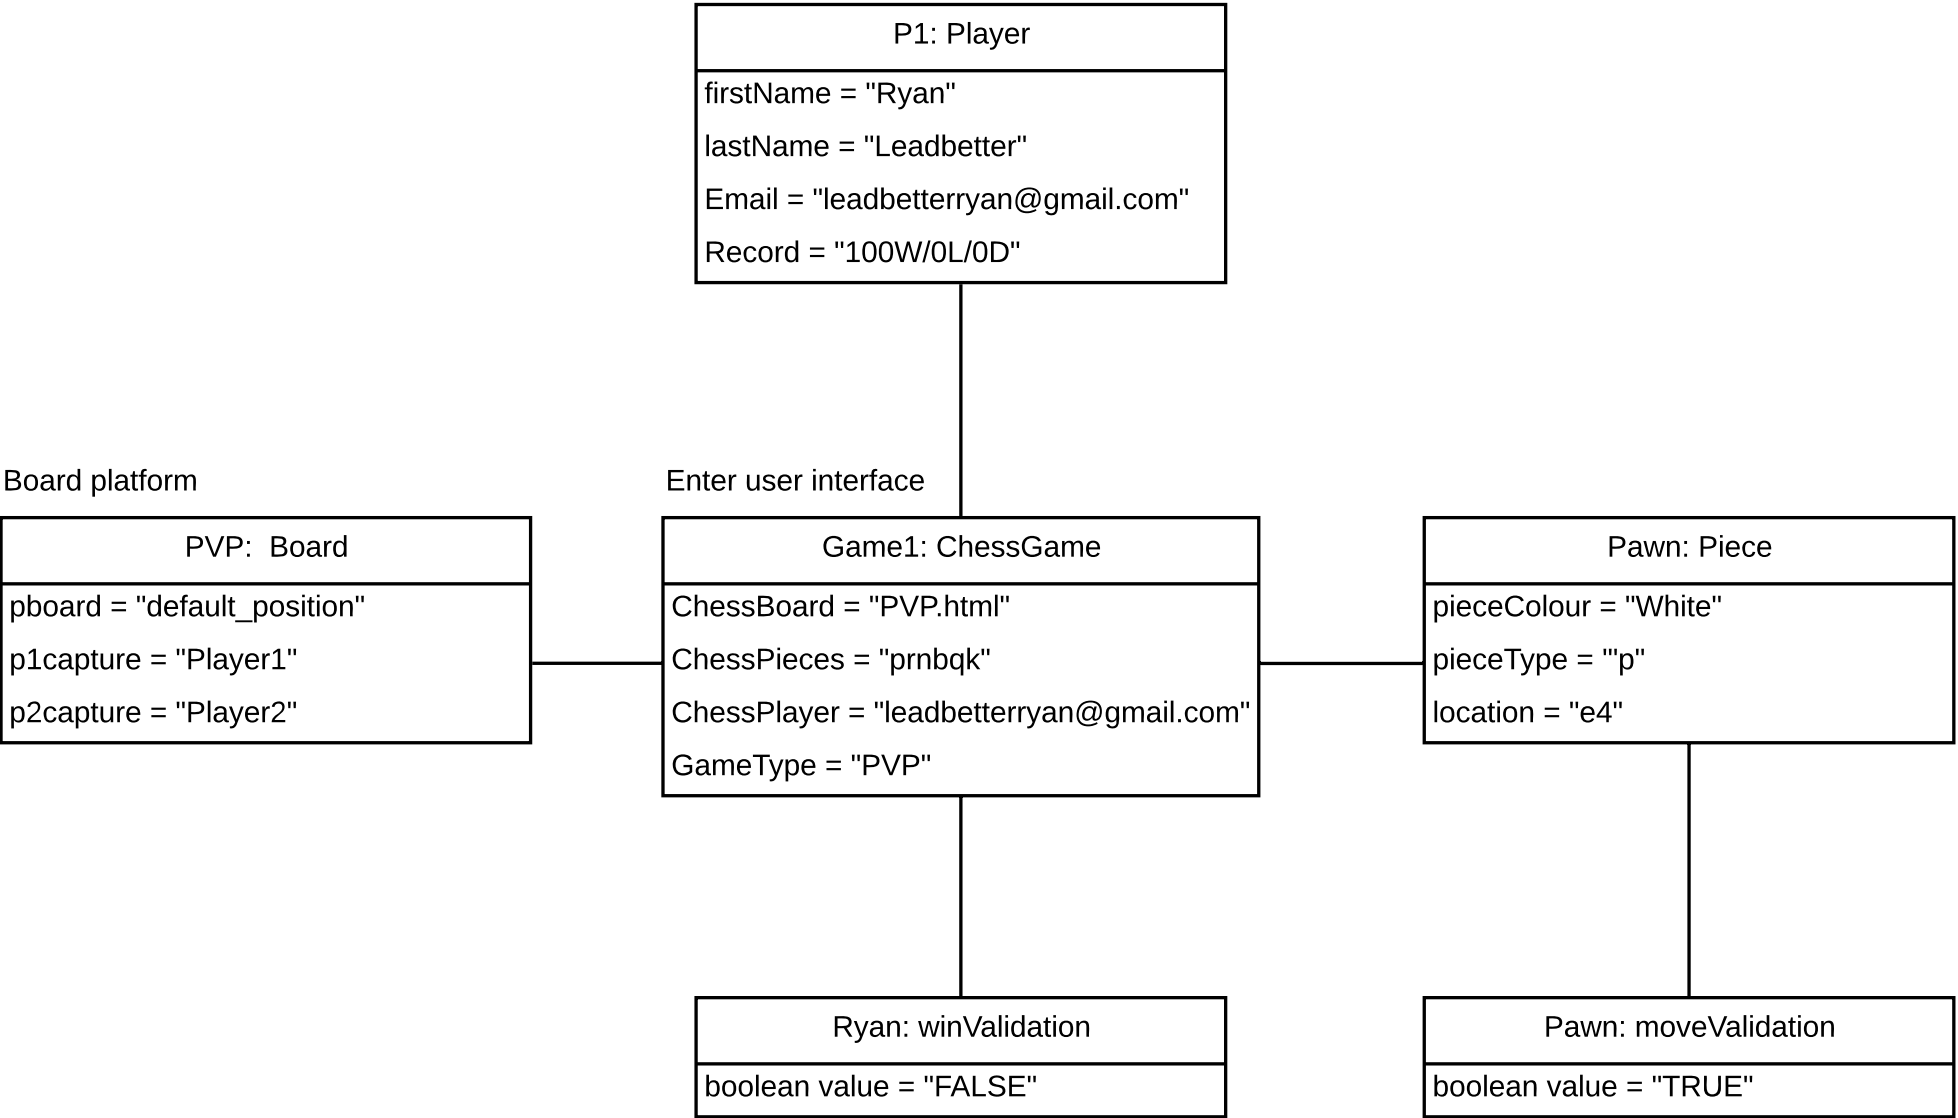 P1: Player
firstName = "Ryan"
lastName = "Leadbetter"
Email = "leadbetterryan@gmail.com"
Record = "100W/0L/0D"
Board platform
PVP:  Board
pboard = "default_position"
p1capture = "Player1"
p2capture = "Player2"
Enter user interface
Game1: ChessGame
ChessBoard = "PVP.html"
ChessPieces = "prnbqk"
ChessPlayer = "leadbetterryan@gmail.com"
GameType = "PVP"
Pawn: Piece
pieceColour = "White"
pieceType = '"p"
location = "e4"
Ryan: winValidation
boolean value = "FALSE"
Pawn: moveValidation
boolean value = "TRUE"